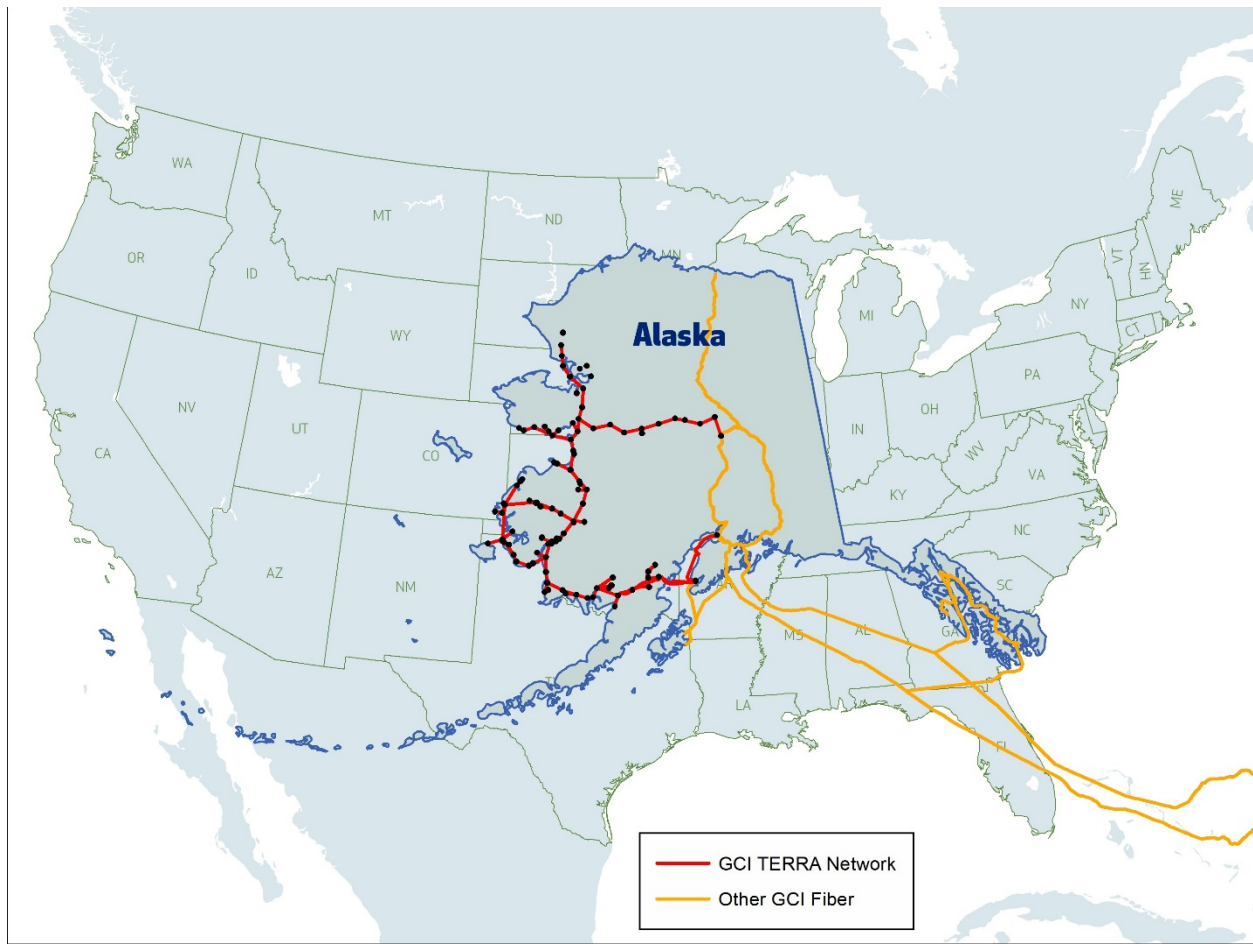 WA
MT
ND
MN
ME
OR
ID
VT
NH
WY
MI
NY
Alaska
CT
PA
NV
UT
CO
CA
IN
OH
WV
VA
KY
NC
AZ
NM
SC
AR
MS
AL
GA
LA
FL
GCI TERRA Network
Other GCI Fiber